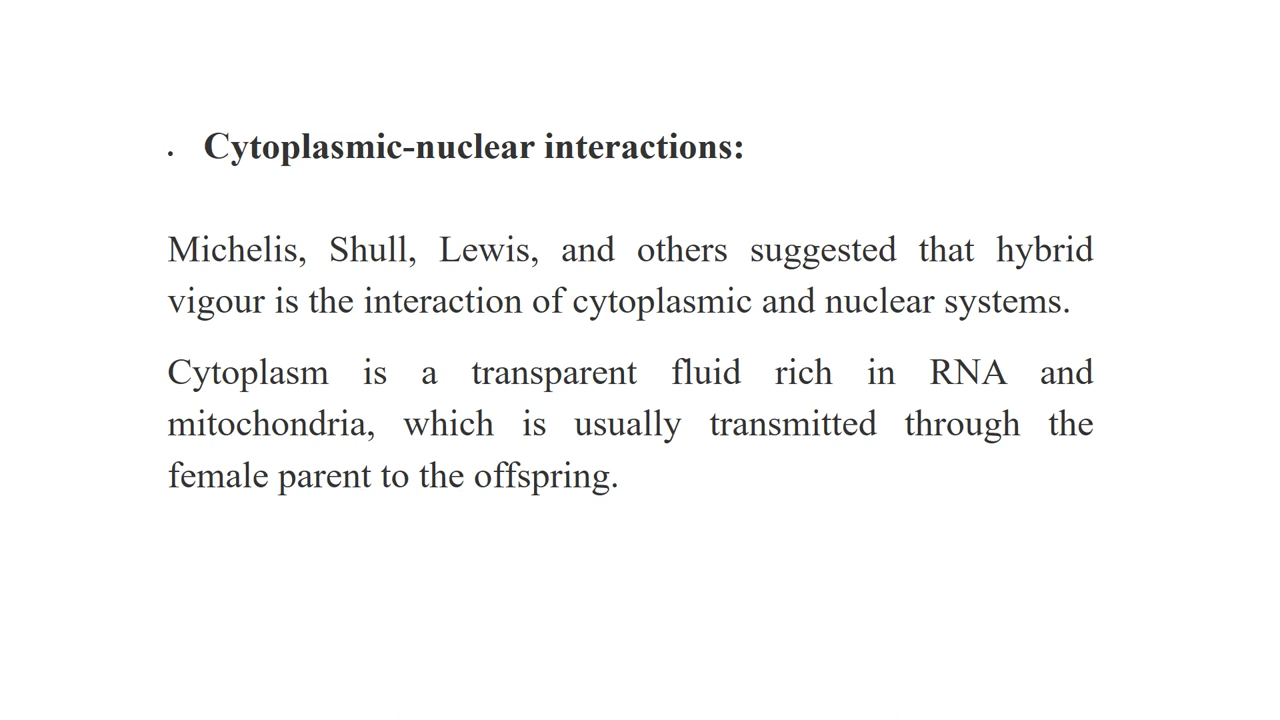 . Cytoplasmic-nuclear interactions:
Michelis, Shull, Lewis, and others suggested that hybrid
vigour is the interaction of cytoplasmic and nuclear systems.
Cytoplasm is a transparent fluid rich in RNA and
mitochondria, which is usually transmitted through the
female parent to the offspring.